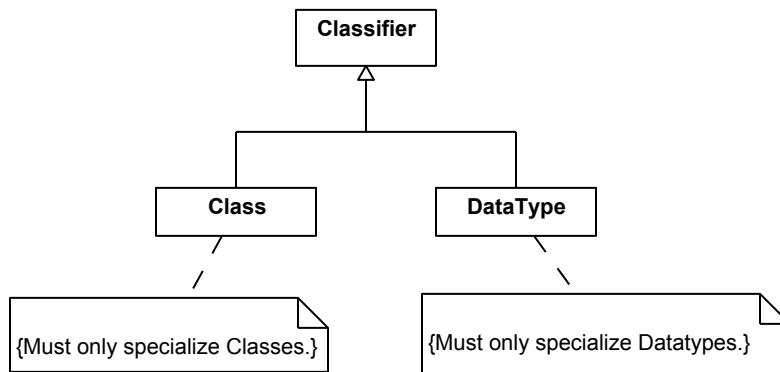 Classifier
Class
DataType
{Must only specialize Classes.}
{Must only specialize Datatypes.}